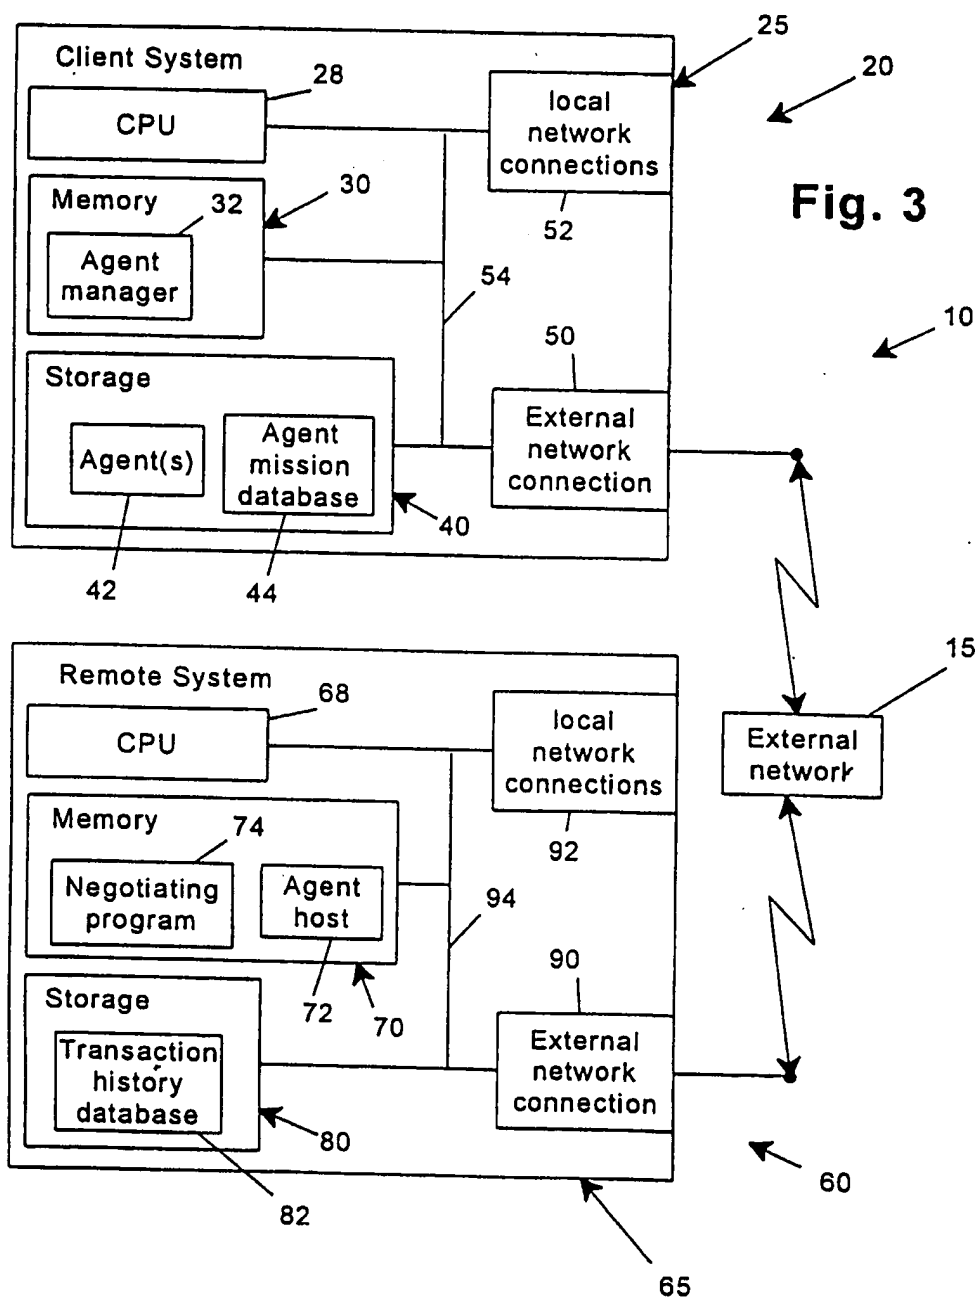 Client System
25
20
28
CPU
local
network
connections
Fig. 3
Memory
32
30
52
Agent
manager
54
10
50
Storage
External
network
connection
Agent(s)
Agent
mission
database
40
42
44
Remote System
15
68
CPU
local
network
connections
External
network
Memory
74
92
Negotiating
program
Agent
host
94
90
72
70
Storage
External
network
connection
Transaction
history
database
80
60
82
65